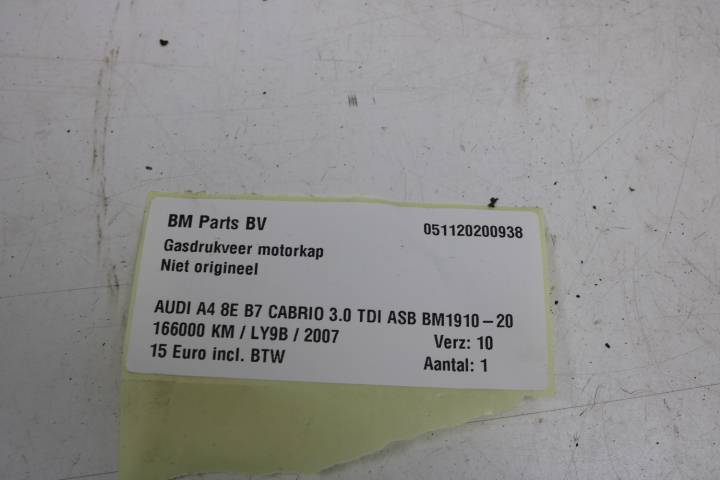 BM Parts BV 051120200938
Gasdrukveer motorkap
Niet origineel
AUDI A4 8E B7 CABRIO 3.0 TDI ASB BM1910-20
166000 KM / LY9B / 2007 Verz: 10
15 Euro incl. BTW Aantal: 1